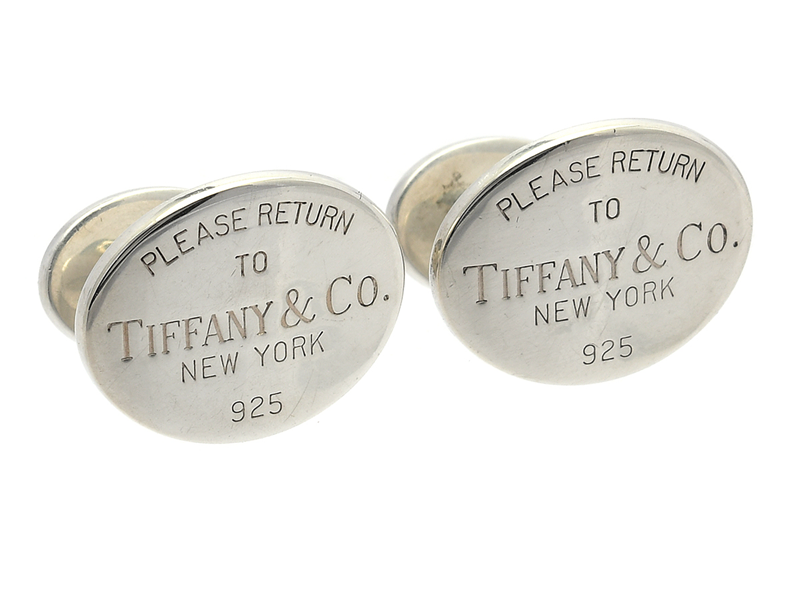 PLEASE RETURN
TO
TIFFANY & CO.
NEW YORK
925
PLEASE RETURN
TO
TIFFANY & CO.
NEW YORK
925